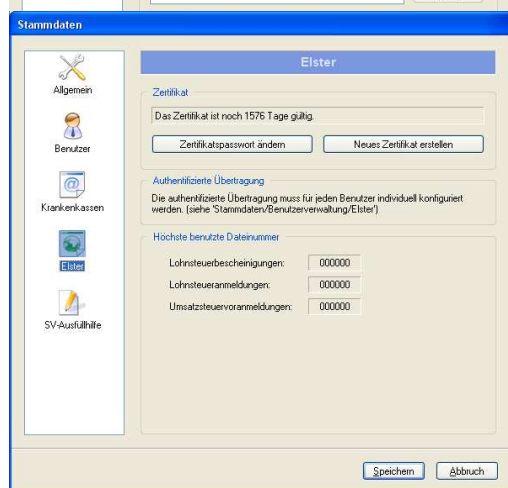 Stammdaten
Allgemein
Benutzer
Krankenkassen
Elster
SV-Ausfüllhilfe
Elster
Zertifikat
Das Zertifikat ist noch 1576 Tage gültig.
Zertifikatspasswort ändern
Neues Zertifikat erstellen
Authentifizierte Übertragung
Die authentifizierte Übertragung muss für jeden Benutzer individuell konfiguriert
werden. (siehe 'Stammdaten/Benutzerverwaltung/Elster')
Höchste benutzte Dateinummer
Lohnsteuerbescheinigungen: 000000
Lohnsteueranmeldungen: 000000
Umsatzsteuervoranmeldungen: 000000
Speichern
Abbruch